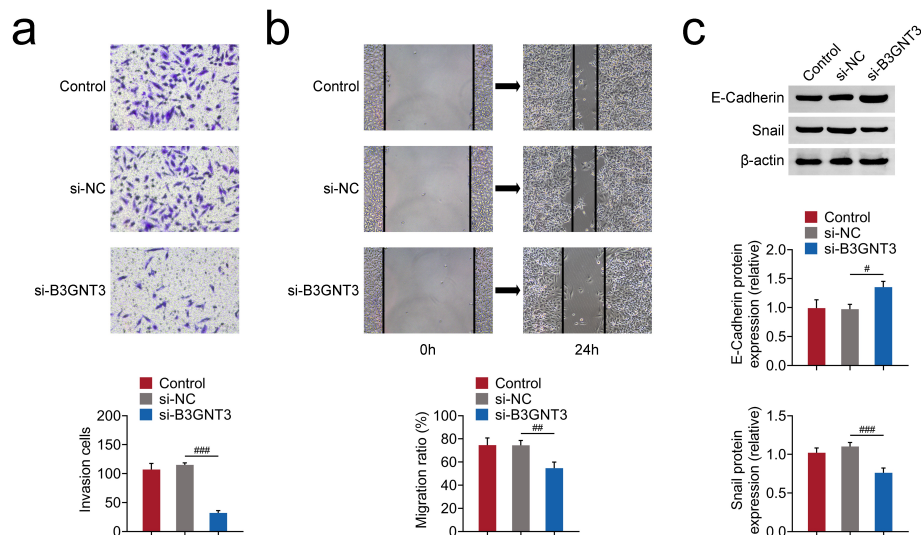 a
Control
si-NC
si-B3GNT3
Control
si-NC
si-B3GNT3
Invasion cells
200
150
100
50
0
###
b
Control
si-NC
si-B3GNT3
0h
24h
Control
si-NC
si-B3GNT3
Migration ratio (%)
100
80
60
40
20
0
##
c
Control
si-NC
si-B3GNT3
E-Cadherin
Snail
β-actin
Control
si-NC
si-B3GNT3
E-Cadherin protein
expression (relative)
2.0
1.5
1.0
0.5
0.0
#
Snail protein
expression (relative)
1.5
1.0
0.5
0.0
###